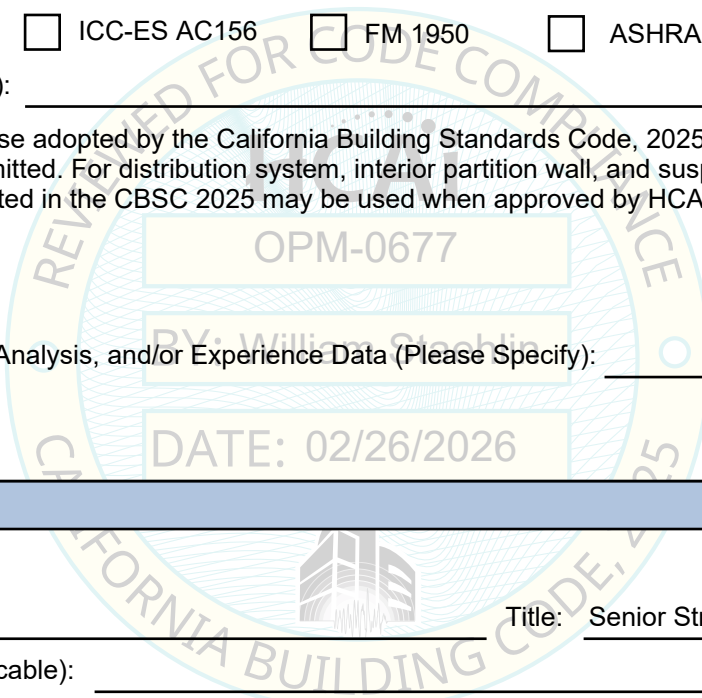 ICC-ES AC156 FM 1950 ASHRA
):
se adopted by the California Building Standards Code, 2025
mitted. For distribution system, interior partition wall, and susp
ted in the CBSC 2025 may be used when approved by HCA
Analysis, and/or Experience Data (Please Specify):
Title: Senior Str
cable):
REVIEWED FOR CODE COMPLIANCE
HCAi
OPM-0677
BY: William Staehlin
DATE: 02/26/2026
CALIFORNIA BUILDING CODE, 2025